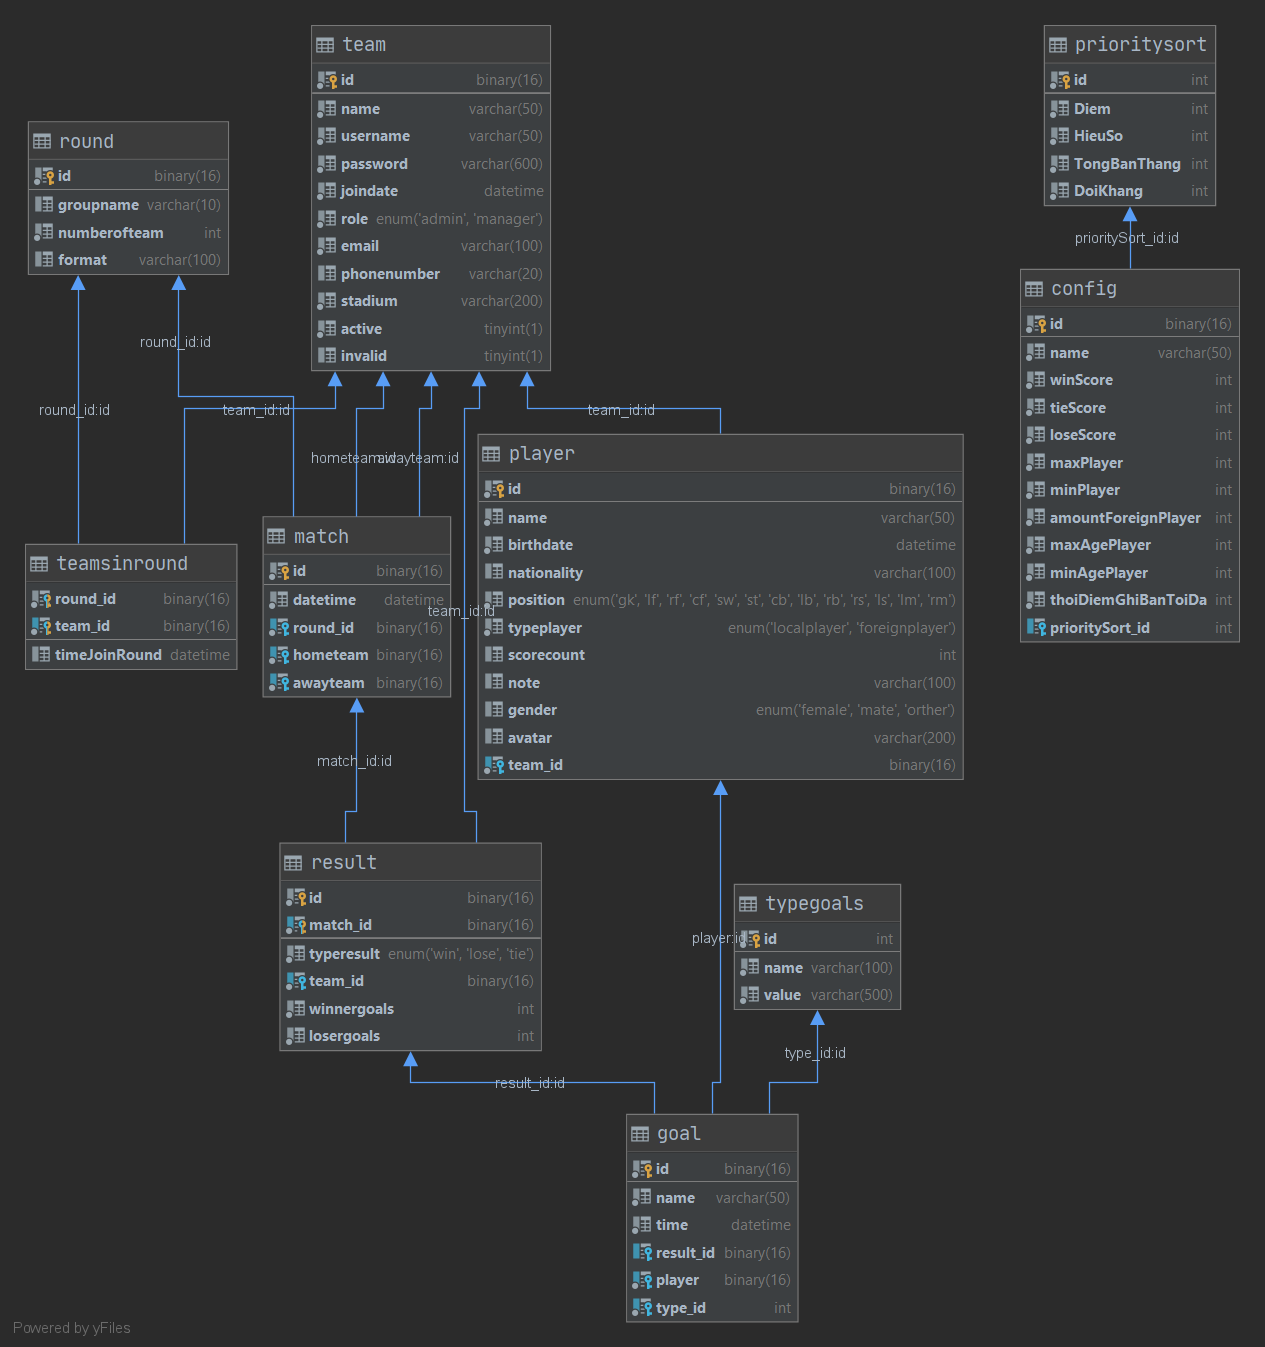 team
id binary(16)
name varchar(50)
username varchar(50)
password varchar(600)
joindate datetime
role enum('admin', 'manager')
email varchar(100)
phonenumber varchar(20)
stadium varchar(200)
active tinyint(1)
invalid tinyint(1)
prioritysort
id int
Diem int
HieuSo int
TongBanThang int
DoiKhang int
round
id binary(16)
groupname varchar(10)
numberofteam int
format varchar(100)
prioritySort_id:id
config
id binary(16)
name varchar(50)
winScore int
tieScore int
loseScore int
maxPlayer int
minPlayer int
amountForeignPlayer int
maxAgePlayer int
minAgePlayer int
thoiDiemGhiBanToiDa int
prioritySort_id int
round_id:id
round_id:id
team_id:id
team_id:id
hometeam:id
awayteam:id
player
id binary(16)
name varchar(50)
birthdate datetime
nationality varchar(100)
position enum('gk', 'lf', 'rf', 'cf', 'sw', 'st', 'cb', 'lb', 'rb', 'rs', 'ls', 'lm', 'rm')
typeplayer enum('localplayer', 'foreignplayer')
scorecount int
note varchar(100)
gender enum('female', 'mate', 'orther')
avatar varchar(200)
team_id binary(16)
match
id binary(16)
datetime datetime
round_id binary(16)
hometeam binary(16)
awayteam binary(16)
teamsinround
round_id binary(16)
team_id binary(16)
timeJoinRound datetime
team_id:id
match_id:id
result
id binary(16)
match_id binary(16)
typeresult enum('win', 'lose', 'tie')
team_id binary(16)
winnergoals int
losergoals int
typegoals
id int
name varchar(100)
value varchar(500)
player:id
type_id:id
result_id:id
goal
id binary(16)
name varchar(50)
time datetime
result_id binary(16)
player binary(16)
type_id int
Powered by yFiles